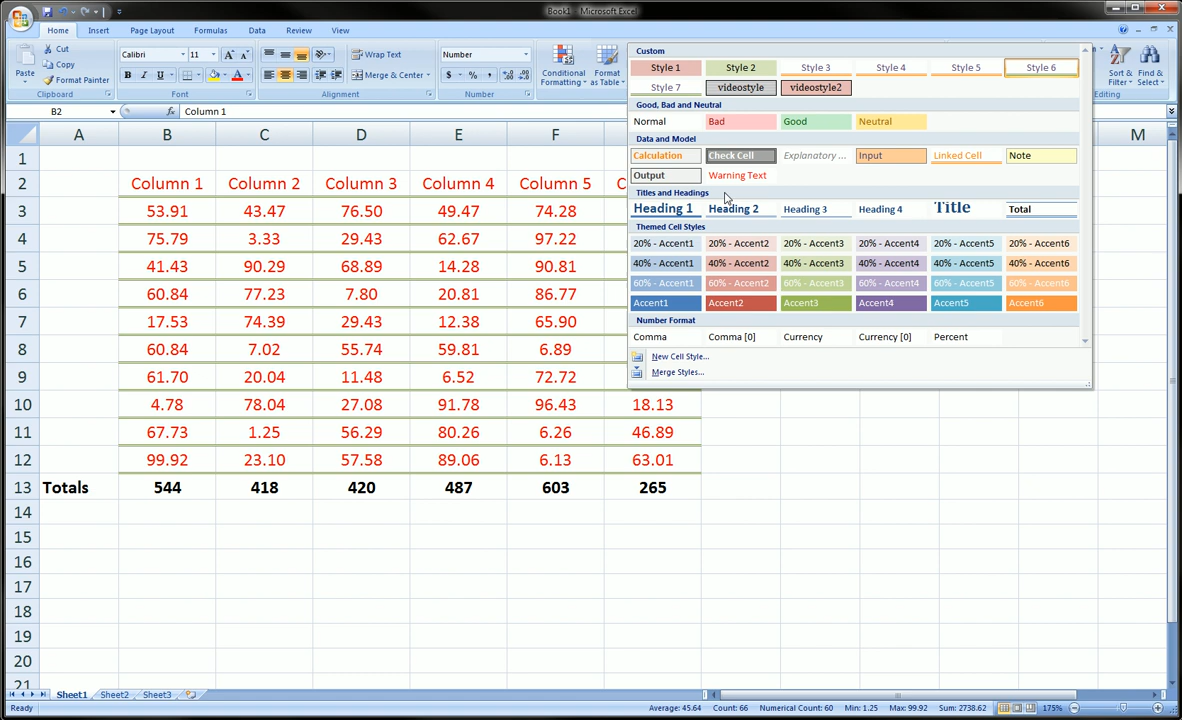 Book1 - Microsoft Excel
Home Insert Page Layout Formulas Data Review View
Paste
Cut
Copy
Format Painter
Clipboard
Calibri 11
B I U
Font
Wrap Text
Merge & Center
Alignment
Number
$ % ,
Number
Conditional Formatting
Format as Table
Sort & Filter
Find & Select
Editing
B2 fx Column 1
Custom
Style 1 Style 2 Style 3 Style 4 Style 5 Style 6
Style 7 videostyle videostyle2
Good, Bad and Neutral
Normal Bad Good Neutral
Data and Model
Calculation Check Cell Explanatory ... Input Linked Cell Note
Output Warning Text
Titles and Headings
Heading 1 Heading 2 Heading 3 Heading 4 Title Total
Themed Cell Styles
20% - Accent1 20% - Accent2 20% - Accent3 20% - Accent4 20% - Accent5 20% - Accent6
40% - Accent1 40% - Accent2 40% - Accent3 40% - Accent4 40% - Accent5 40% - Accent6
60% - Accent1 60% - Accent2 60% - Accent3 60% - Accent4 60% - Accent5 60% - Accent6
Accent1 Accent2 Accent3 Accent4 Accent5 Accent6
Number Format
Comma Comma [0] Currency Currency [0] Percent
New Cell Style...
Merge Styles...
A B C D E F M
1
2 Column 1 Column 2 Column 3 Column 4 Column 5 C
3 53.91 43.47 76.50 49.47 74.28
4 75.79 3.33 29.43 62.67 97.22
5 41.43 90.29 68.89 14.28 90.81
6 60.84 77.23 7.80 20.81 86.77
7 17.53 74.39 29.43 12.38 65.90
8 60.84 7.02 55.74 59.81 6.89
9 61.70 20.04 11.48 6.52 72.72
10 4.78 78.04 27.08 91.78 96.43 18.13
11 67.73 1.25 56.29 80.26 6.26 46.89
12 99.92 23.10 57.58 89.06 6.13 63.01
13 Totals 544 418 420 487 603 265
14
15
16
17
18
19
20
21
Sheet1 Sheet2 Sheet3
Ready Average: 45.64 Count: 66 Numerical Count: 60 Min: 1.25 Max: 99.92 Sum: 2738.62 175%